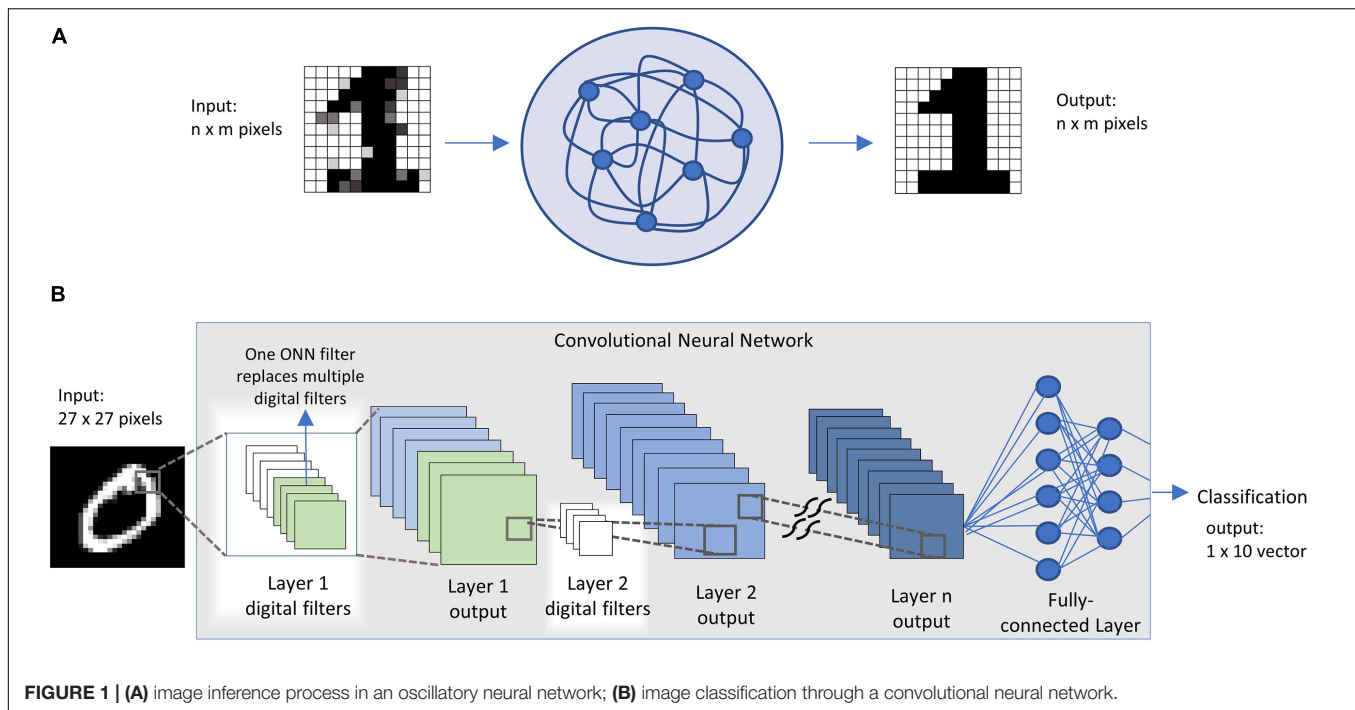 A
Input:
n x m pixels
Output:
n x m pixels
B
Convolutional Neural Network
One ONN filter
replaces multiple
digital filters
Input:
27 x 27 pixels
Layer 1
digital filters
Layer 1
output
Layer 2
digital filters
Layer 2
output
Layer n
output
Fully-
connected Layer
Classification
output:
1 x 10 vector
FIGURE 1 | (A) image inference process in an oscillatory neural network; (B) image classification through a convolutional neural network.